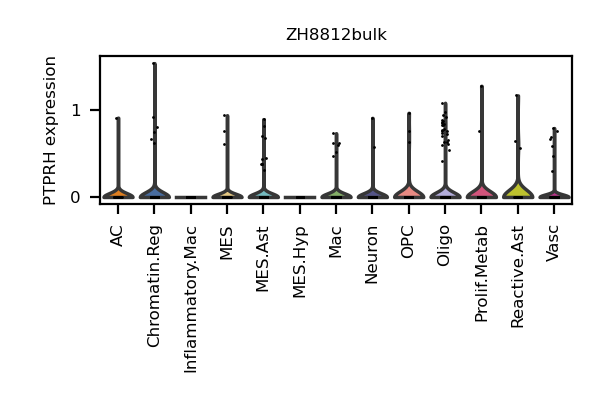 ZH8812bulk
PTPRH expression
1
0
AC
Chromatin.Reg
Inflammatory.Mac
MES
MES.Ast
MES.Hyp
Mac
Neuron
OPC
Oligo
Prolif.Metab
Reactive.Ast
Vasc